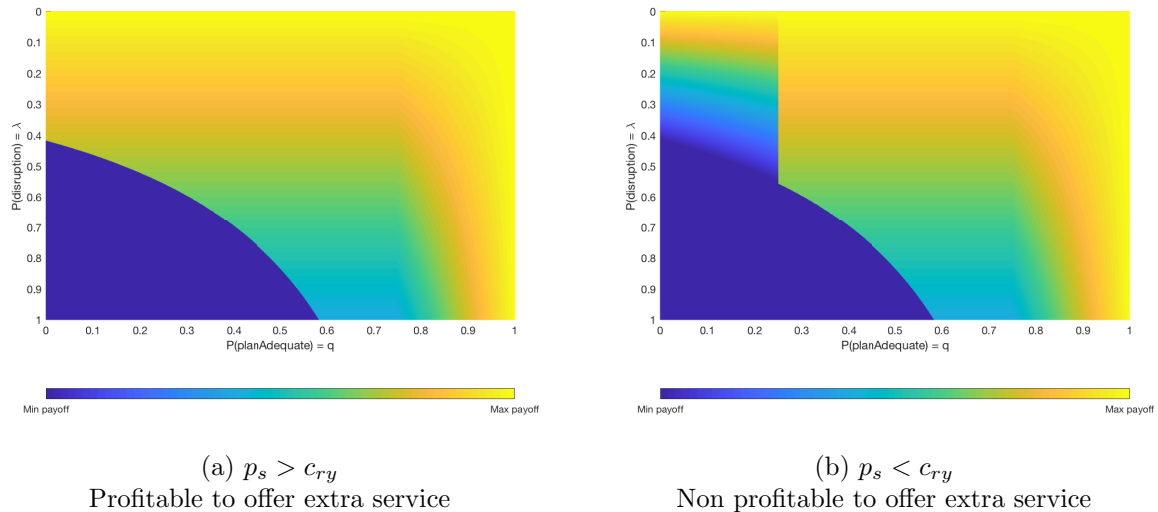 0
0.1
0.2
0.3
0.4
0.5
0.6
0.7
0.8
0.9
1
P(disruption) = λ
0 0.1 0.2 0.3 0.4 0.5 0.6 0.7 0.8 0.9 1
P(planAdequate) = q
Min payoff Max payoff
(a) p_s > c_{ry}
Profitable to offer extra service
0
0.1
0.2
0.3
0.4
0.5
0.6
0.7
0.8
0.9
1
P(disruption) = λ
0 0.1 0.2 0.3 0.4 0.5 0.6 0.7 0.8 0.9 1
P(planAdequate) = q
Min payoff Max payoff
(b) p_s < c_{ry}
Non profitable to offer extra service